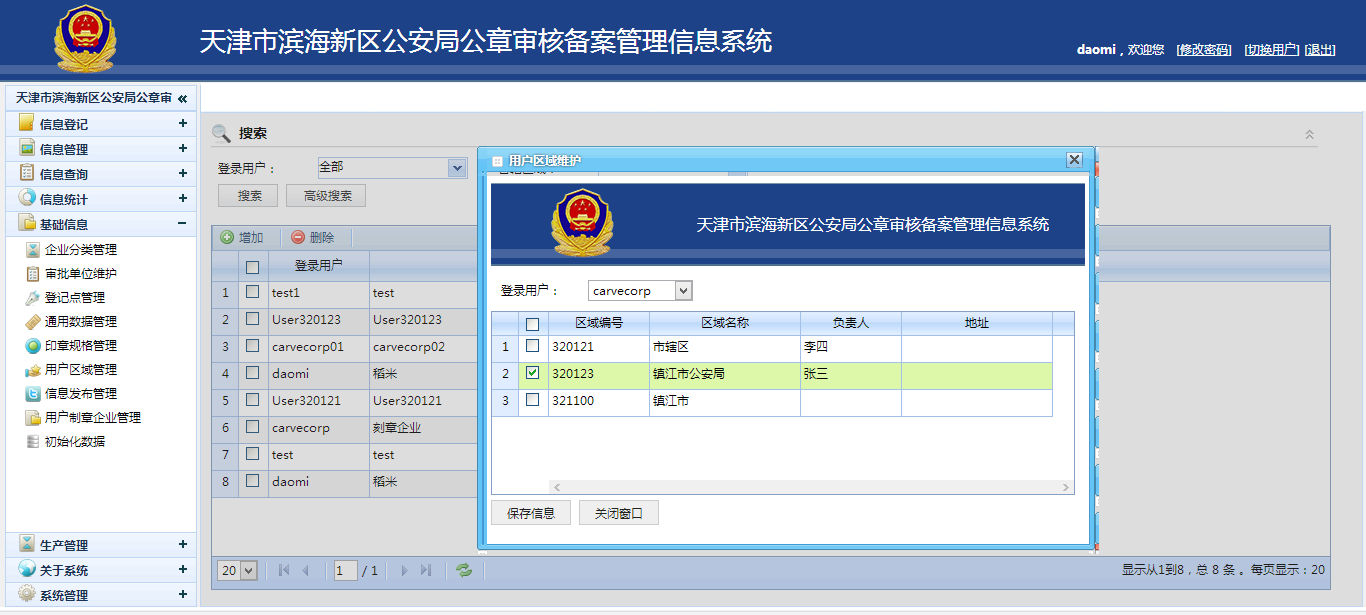 天津市滨海新区公安局公章审核备案管理信息系统
daomi，欢迎您 [修改密码] [切换用户] [退出]
天津市滨海新区公安局公章审 «
信息登记 +
信息管理 +
信息查询 +
信息统计 +
基础信息 −
企业分类管理
审批单位维护
登记点管理
通用数据管理
印章规格管理
用户区域管理
信息发布管理
用户制章企业管理
初始化数据
生产管理 +
关于系统 +
系统管理 +
搜索
登录用户： 全部
搜索 高级搜索
增加 删除
登录用户
1 test1 test
2 User320123 User320123
3 carvecorp01 carvecorp02
4 daomi 稻米
5 User320121 User320121
6 carvecorp 刻章企业
7 test test
8 daomi 稻米
20 1 / 1 显示从1到8，总 8 条 。每页显示：20
用户区域维护
天津市滨海新区公安局公章审核备案管理信息系统
登录用户： carvecorp
区域编号 区域名称 负责人 地址
1 320121 市辖区 李四
2 320123 镇江市公安局 张三
3 321100 镇江市
保存信息 关闭窗口